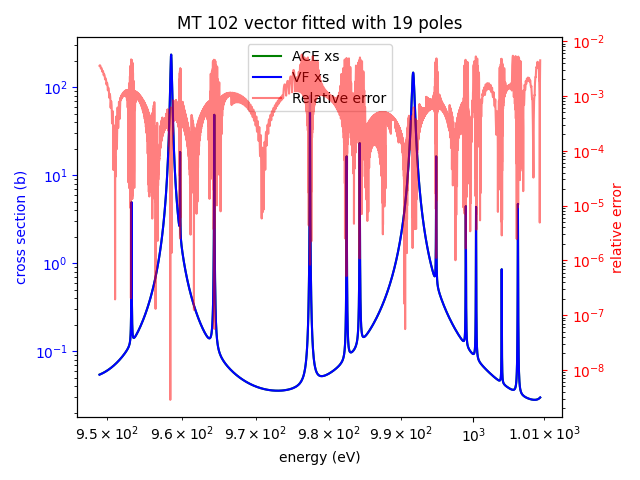 MT 102 vector fitted with 19 poles
ACE xs
VF xs
Relative error
cross section (b)
10²
10¹
10⁰
10⁻¹
10⁻²
10⁻³
10⁻⁴
10⁻⁵
10⁻⁶
10⁻⁷
10⁻⁸
relative error
9.5 × 10² 9.6 × 10² 9.7 × 10² 9.8 × 10² 9.9 × 10² 10³ 1.01 × 10³
energy (eV)